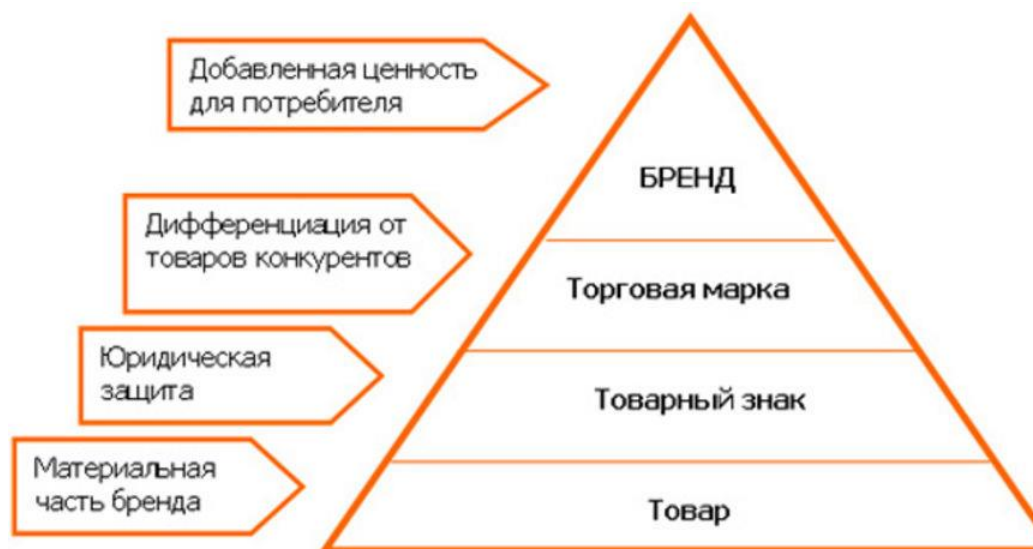 Добавленная ценность
для потребителя
БРЕНД
Дифференциация от
товаров конкурентов
Торговая марка
Юридическая
защита
Товарный знак
Материальная
часть бренда
Товар